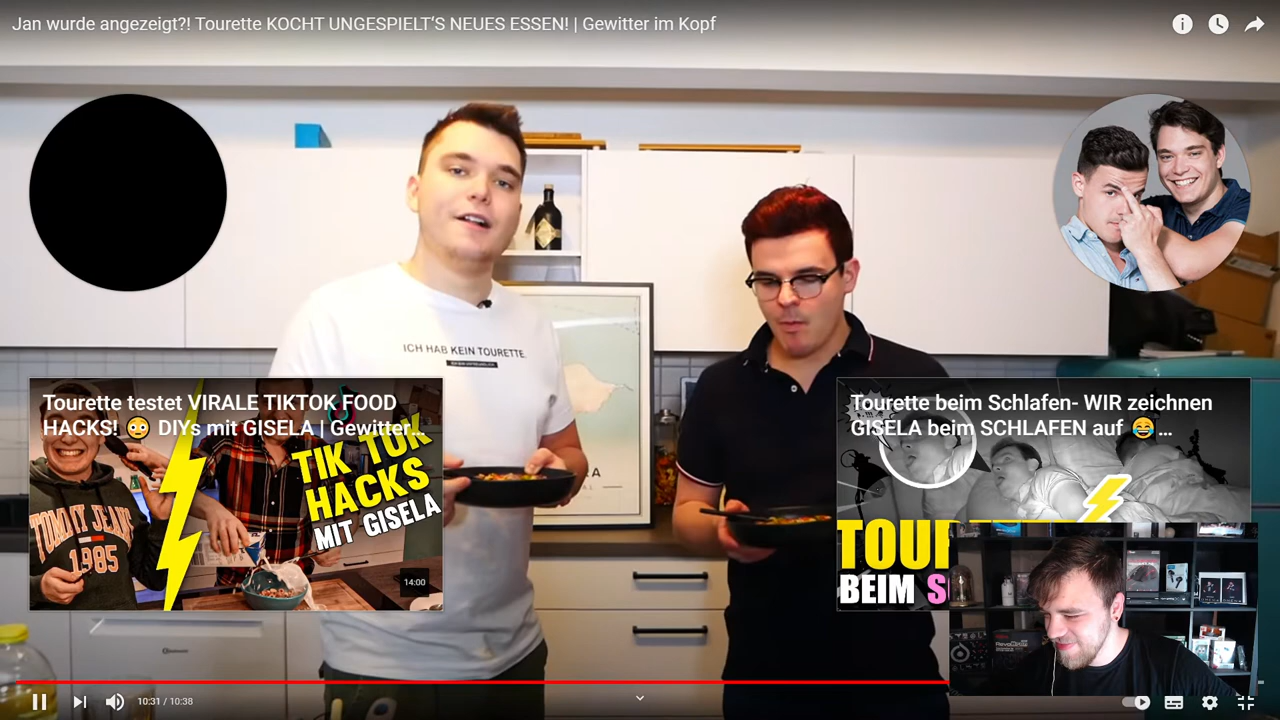 Jan wurde angezeigt?! Tourette KOCHT UNGESPIELT‘S NEUES ESSEN! | Gewitter im Kopf
ICH HAB KEIN TOURETTE.
Tourette testet VIRALE TIKTOK FOOD
HACKS! 😳 DIYs mit GISELA | Gewitter...
TIK TOK
HACKS
MIT GISELA
TOMMY JEANS
1985
14:00
Tourette beim Schlafen- WIR zeichnen
GISELA beim SCHLAFEN auf 😂...
TOUR
BEIM S
10:31 / 10:38